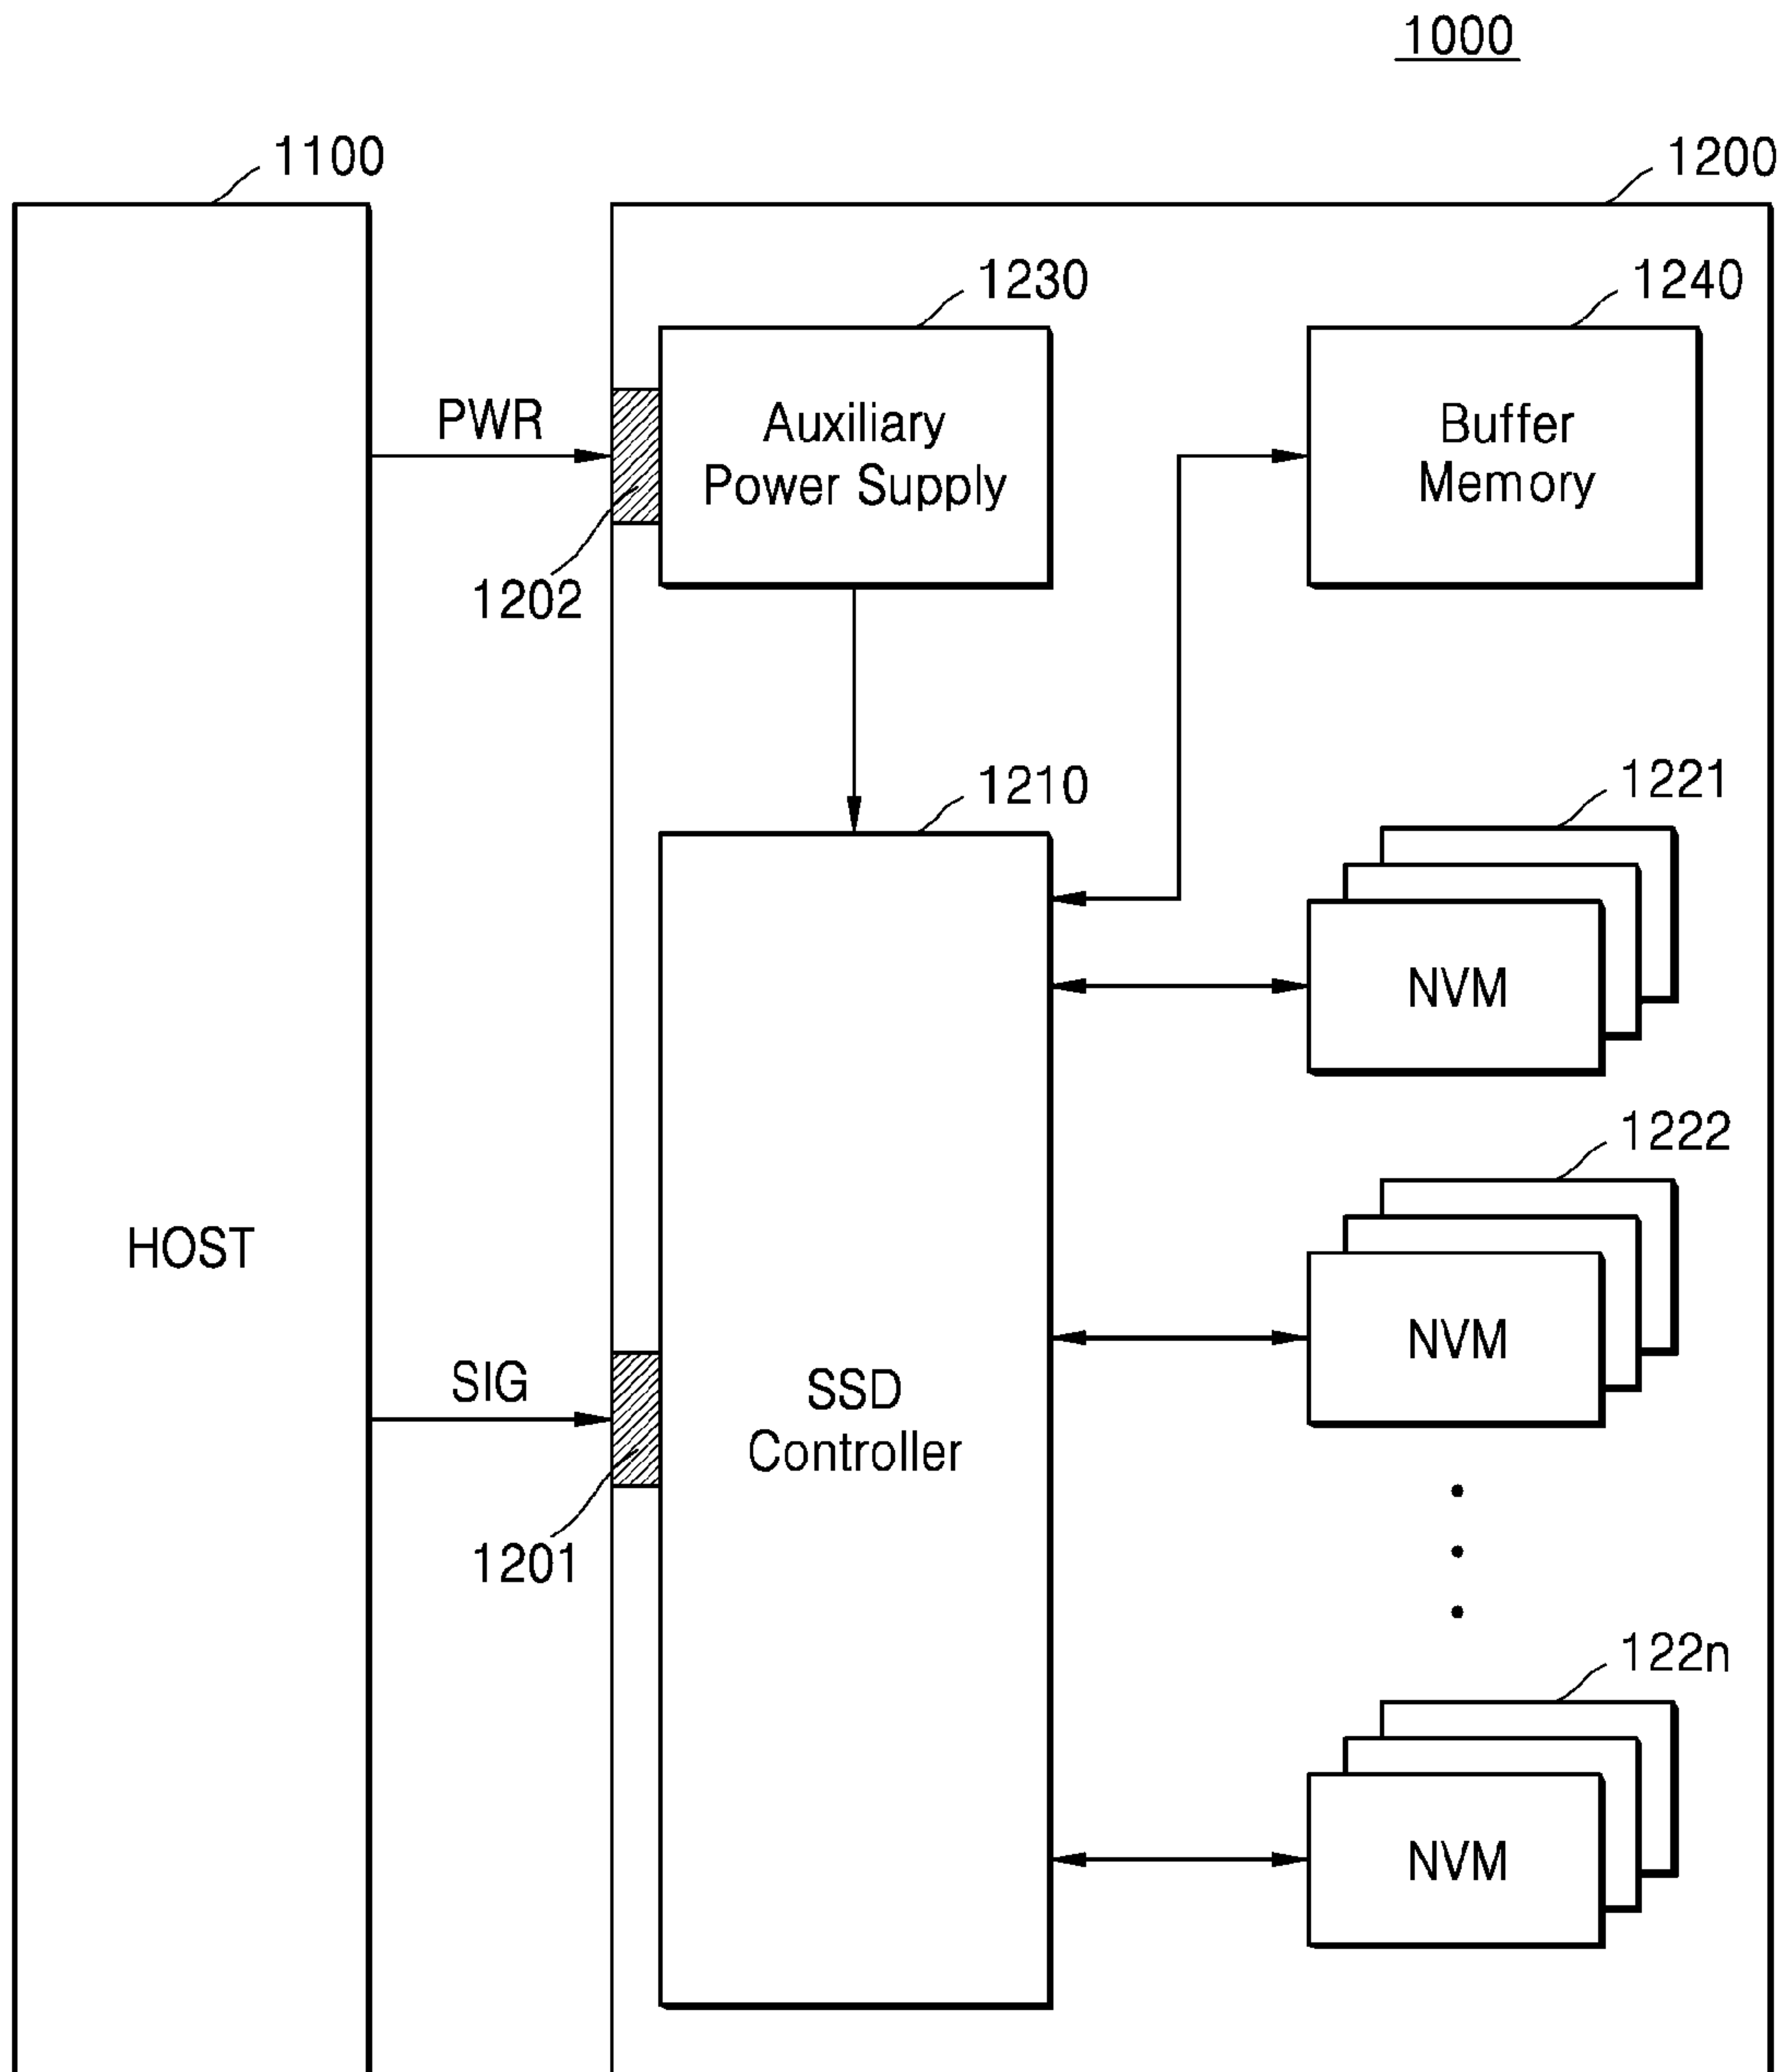 1000
1100
1200
1230
1240
PWR
Auxiliary
Power Supply
Buffer
Memory
1202
1210
1221
NVM
1222
HOST
NVM
SIG
SSD
Controller
1201
122n
NVM